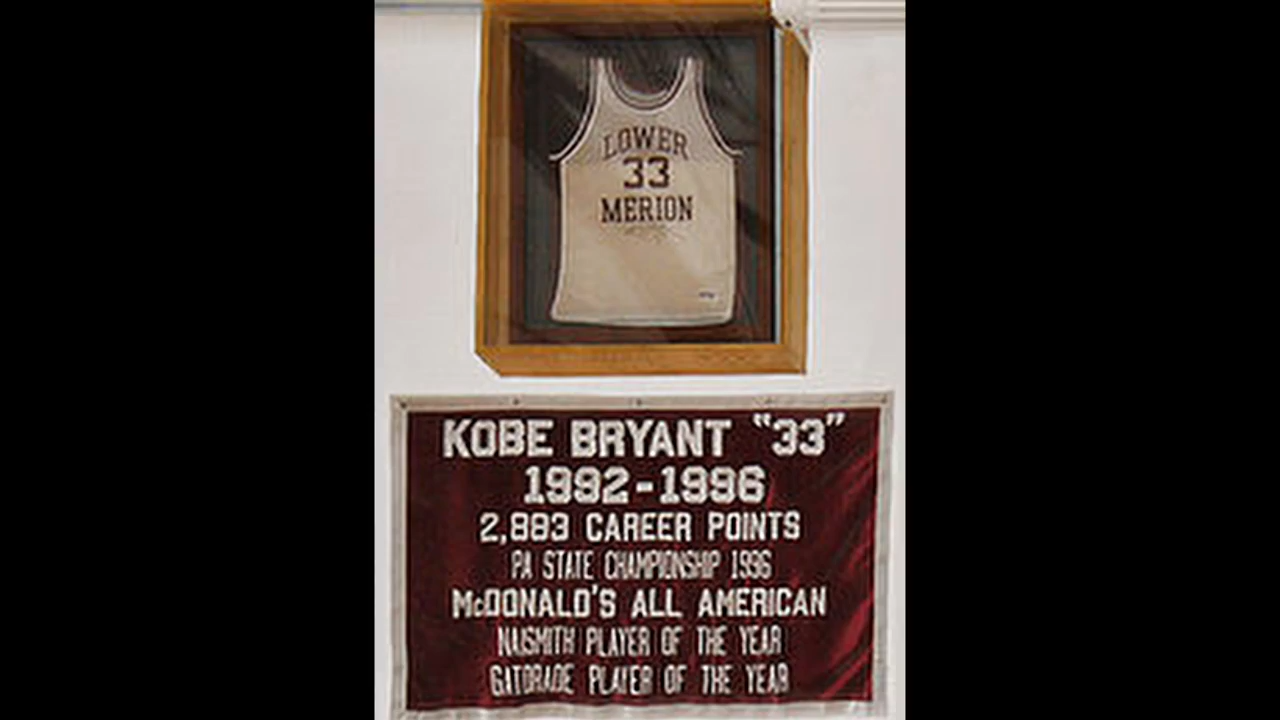 LOWER
33
MERION
KOBE BRYANT "33"
1992-1996
2,883 CAREER POINTS
PA STATE CHAMPIONSHIP 1996
McDONALD'S ALL AMERICAN
NAISMITH PLAYER OF THE YEAR
GATORADE PLAYER OF THE YEAR